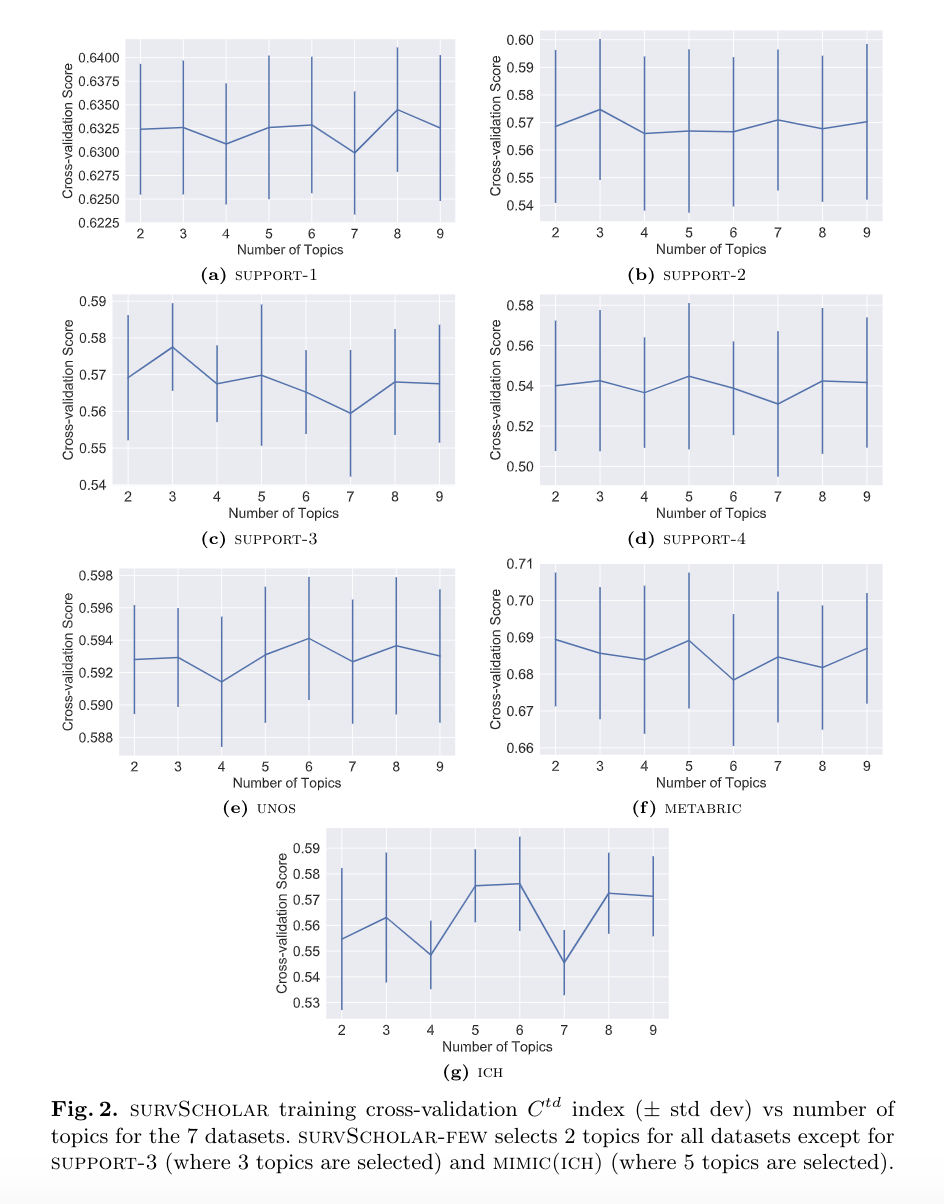 0.6400
0.6375
0.6350
0.6325
0.6300
0.6275
0.6250
0.6225
Cross-validation Score
2 3 4 5 6 7 8 9
Number of Topics
(a) SUPPORT-1
0.60
0.59
0.58
0.57
0.56
0.55
0.54
Cross-validation Score
2 3 4 5 6 7 8 9
Number of Topics
(b) SUPPORT-2
0.59
0.58
0.57
0.56
0.55
0.54
Cross-validation Score
2 3 4 5 6 7 8 9
Number of Topics
(c) SUPPORT-3
0.58
0.56
0.54
0.52
0.50
Cross-validation Score
2 3 4 5 6 7 8 9
Number of Topics
(d) SUPPORT-4
0.598
0.596
0.594
0.592
0.590
0.588
Cross-validation Score
2 3 4 5 6 7 8 9
Number of Topics
(e) UNOS
0.71
0.70
0.69
0.68
0.67
0.66
Cross-validation Score
2 3 4 5 6 7 8 9
Number of Topics
(f) METABRIC
0.59
0.58
0.57
0.56
0.55
0.54
0.53
Cross-validation Score
2 3 4 5 6 7 8 9
Number of Topics
(g) ICH
Fig. 2. SURVSCHOLAR training cross-validation C^{td} index (± std dev) vs number of
topics for the 7 datasets. SURVSCHOLAR-FEW selects 2 topics for all datasets except for
SUPPORT-3 (where 3 topics are selected) and MIMIC(ICH) (where 5 topics are selected).